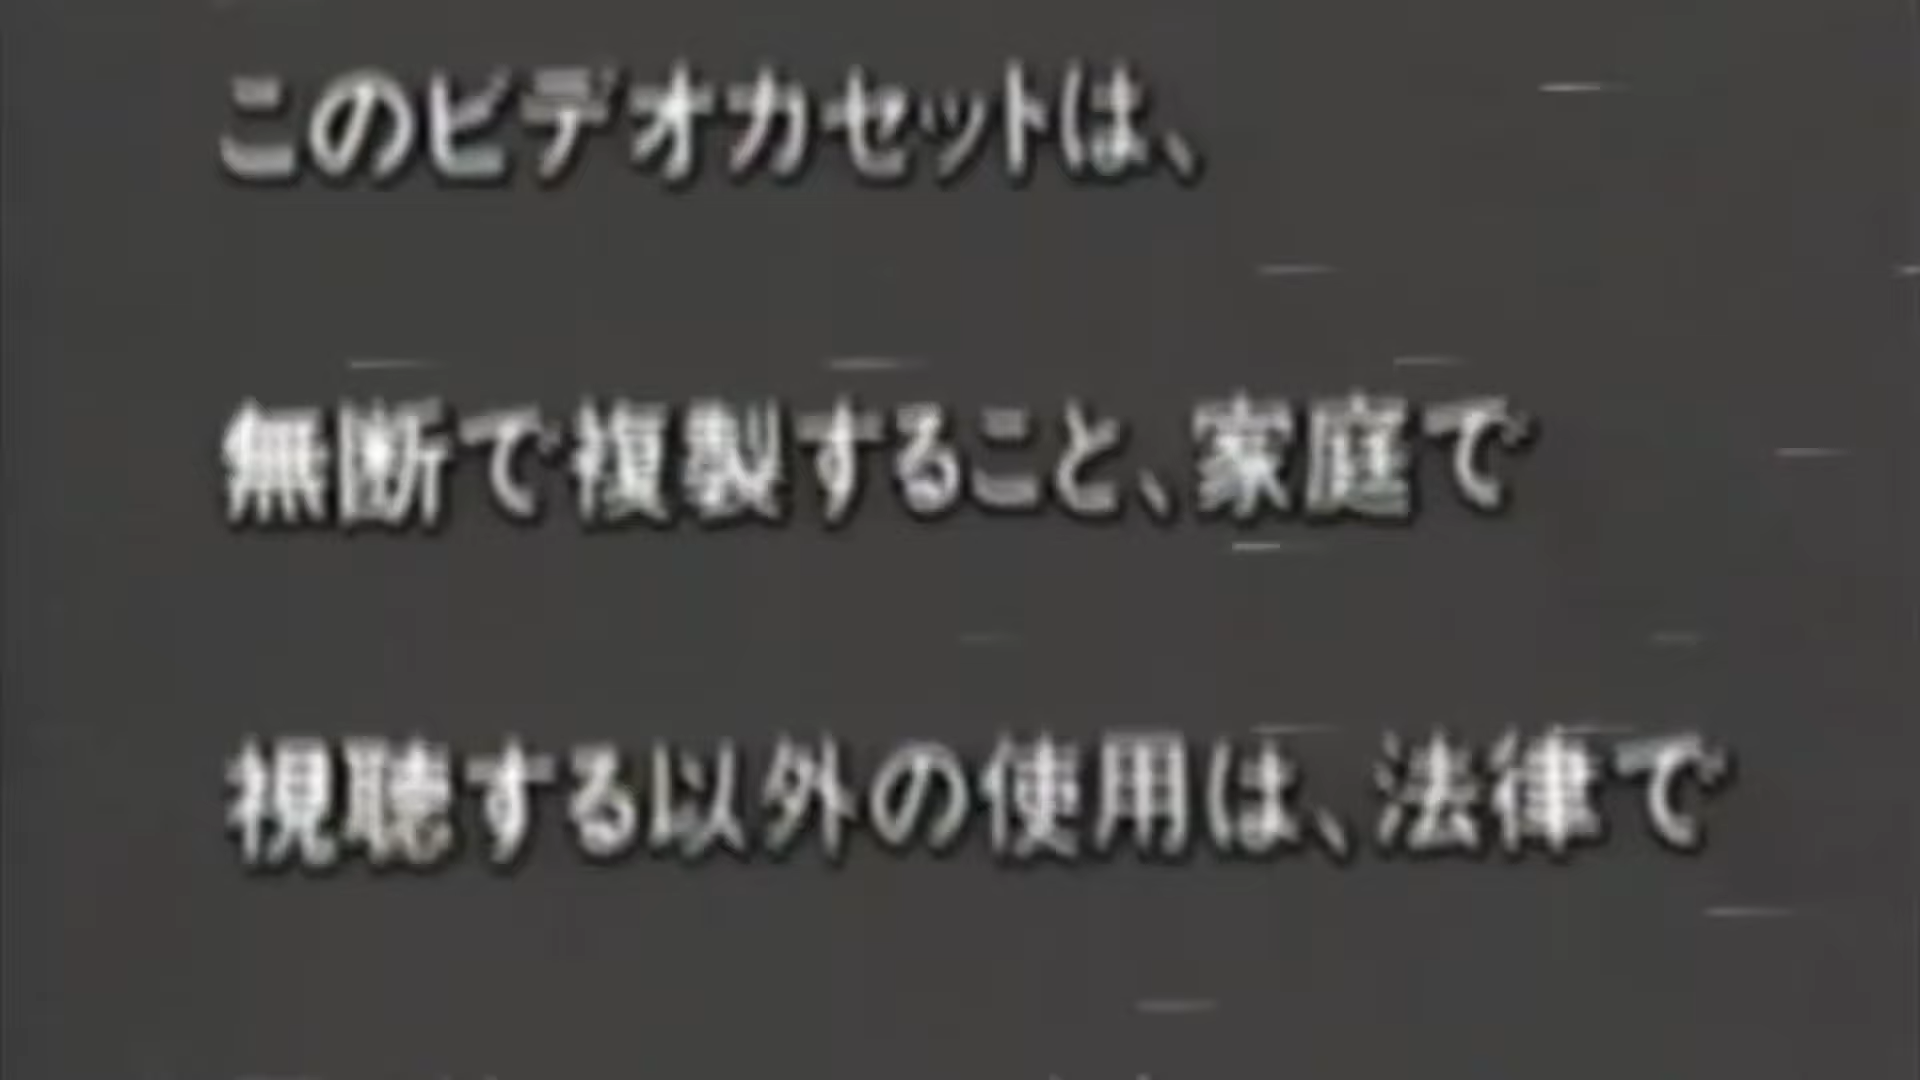 このビデオカセットは、
無断で複製すること、家庭で
視聴する以外の使用は、法律で